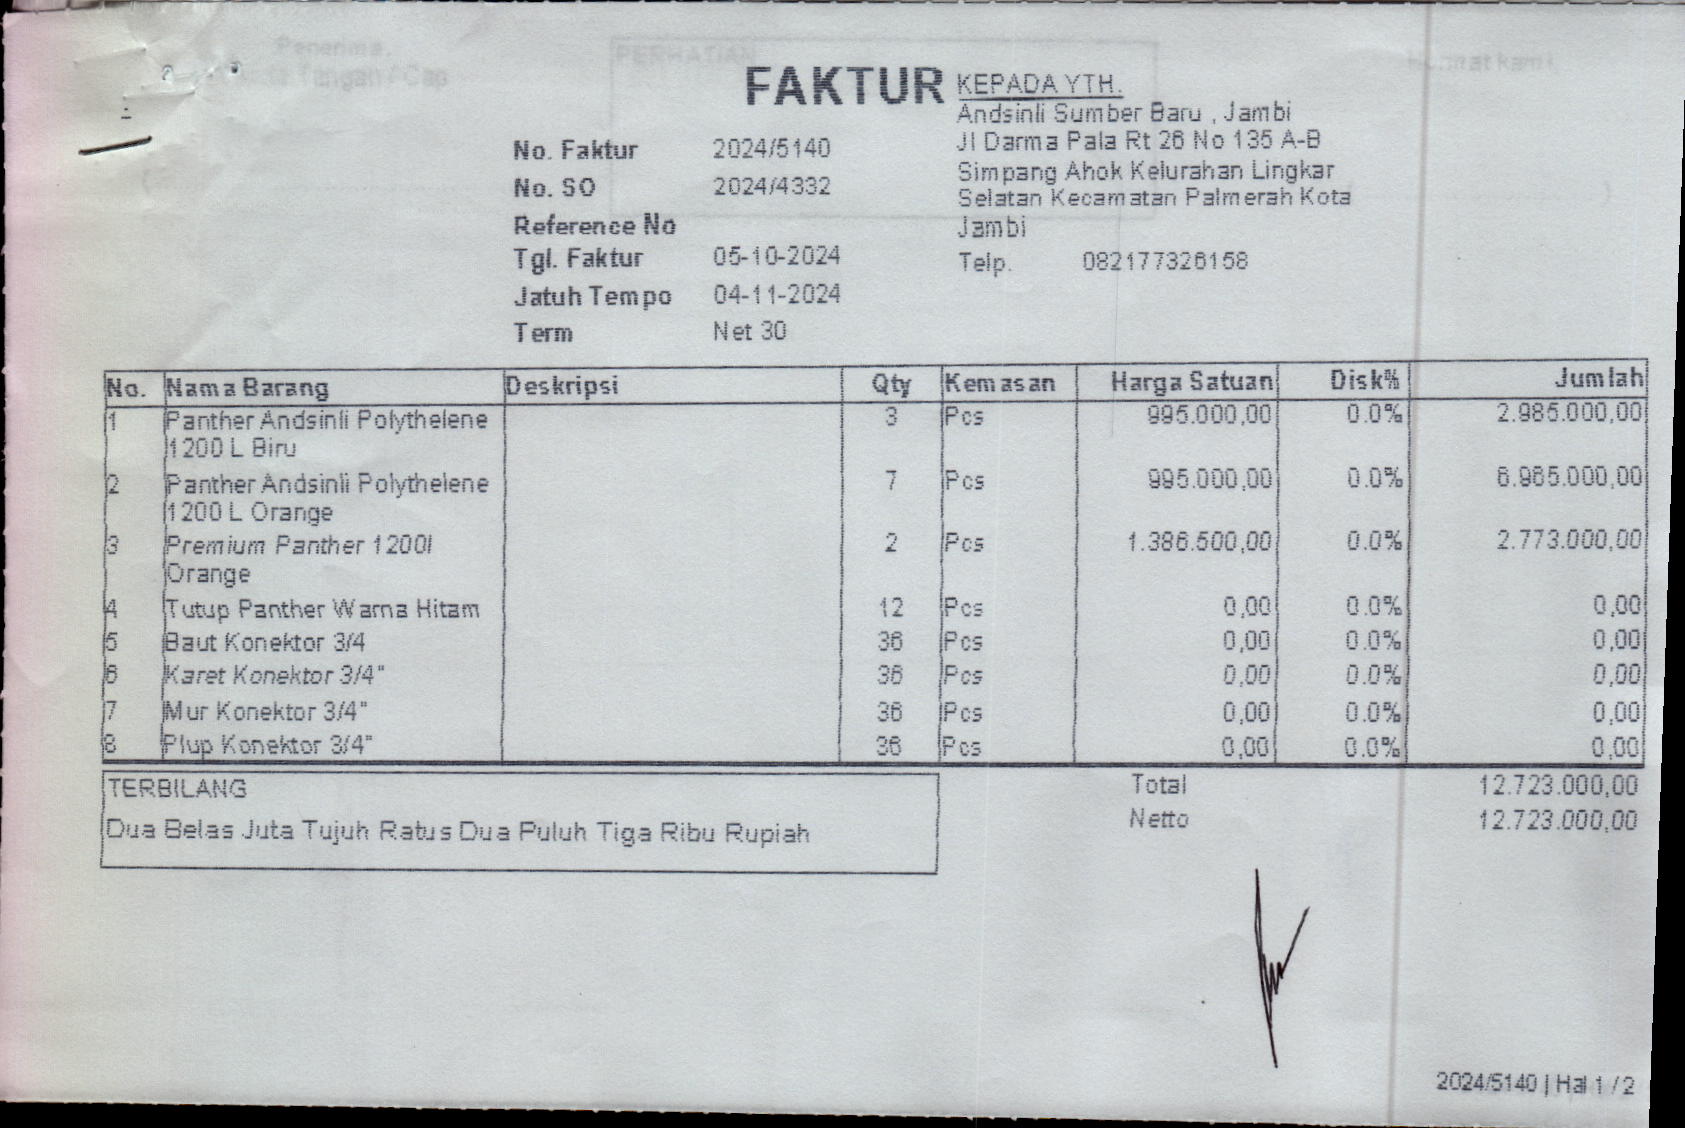 FAKTUR
No. Faktur 2024/5140
No. SO 2024/4332
Reference No
Tgl. Faktur 05-10-2024
Jatuh Tempo 04-11-2024
Term Net 30
KEPADA YTH.
Andsinli Sumber Baru , Jambi
Jl Darma Pala Rt 26 No 135 A-B
Simpang Ahok Kelurahan Lingkar
Selatan Kecamatan Palmerah Kota
Jambi
Telp. 082177326158
No. Nama Barang Deskripsi Qty Kemasan Harga Satuan Disk% Jumlah
1 Panther Andsinli Polythelene 3 Pcs 995.000,00 0.0% 2.985.000,00
1200 L Biru
2 Panther Andsinli Polythelene 7 Pcs 995.000,00 0.0% 6.965.000,00
1200 L Orange
3 Premium Panther 1200l 2 Pcs 1.386.500,00 0.0% 2.773.000,00
Orange
4 Tutup Panther Warna Hitam 12 Pcs 0,00 0.0% 0,00
5 Baut Konektor 3/4 36 Pcs 0,00 0.0% 0,00
6 Karet Konektor 3/4" 36 Pcs 0,00 0.0% 0,00
7 Mur Konektor 3/4" 36 Pcs 0,00 0.0% 0,00
8 Plup Konektor 3/4" 36 Pcs 0,00 0.0% 0,00
TERBILANG
Dua Belas Juta Tujuh Ratus Dua Puluh Tiga Ribu Rupiah
Total 12.723.000,00
Netto 12.723.000,00
2024/5140 | Hal 1 / 2
Penerima,
Tangan / Cap
PERHATIAN